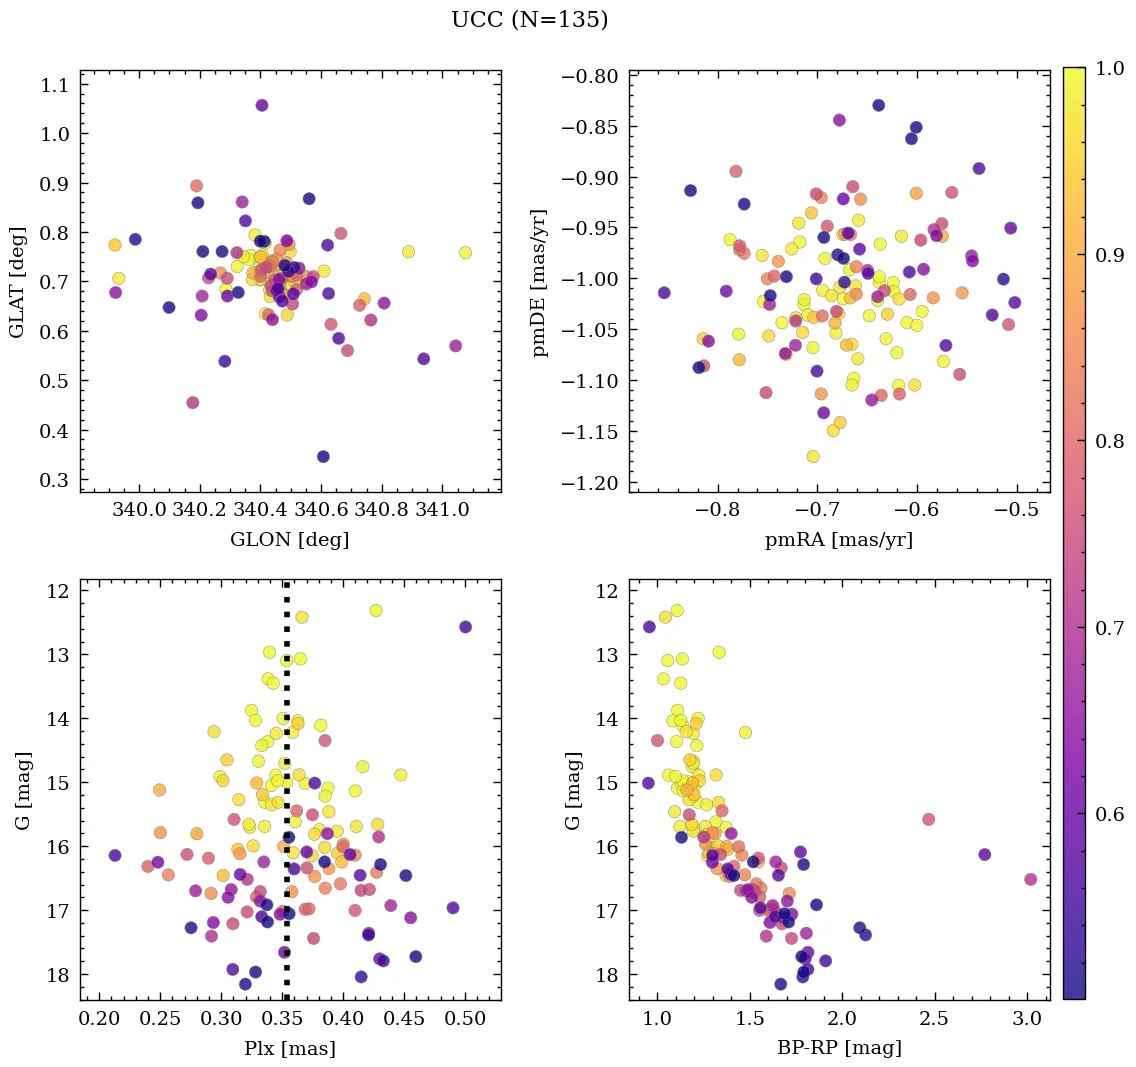 UCC (N=135)
1.1
1.0
0.9
0.8
0.7
0.6
0.5
0.4
0.3
GLAT [deg]
340.0 340.2 340.4 340.6 340.8 341.0
GLON [deg]
−0.80
−0.85
−0.90
−0.95
−1.00
−1.05
−1.10
−1.15
−1.20
pmDE [mas/yr]
−0.8 −0.7 −0.6 −0.5
pmRA [mas/yr]
12
13
14
15
16
17
18
G [mag]
0.20 0.25 0.30 0.35 0.40 0.45 0.50
Plx [mas]
12
13
14
15
16
17
18
G [mag]
1.0 1.5 2.0 2.5 3.0
BP-RP [mag]
1.0
0.9
0.8
0.7
0.6